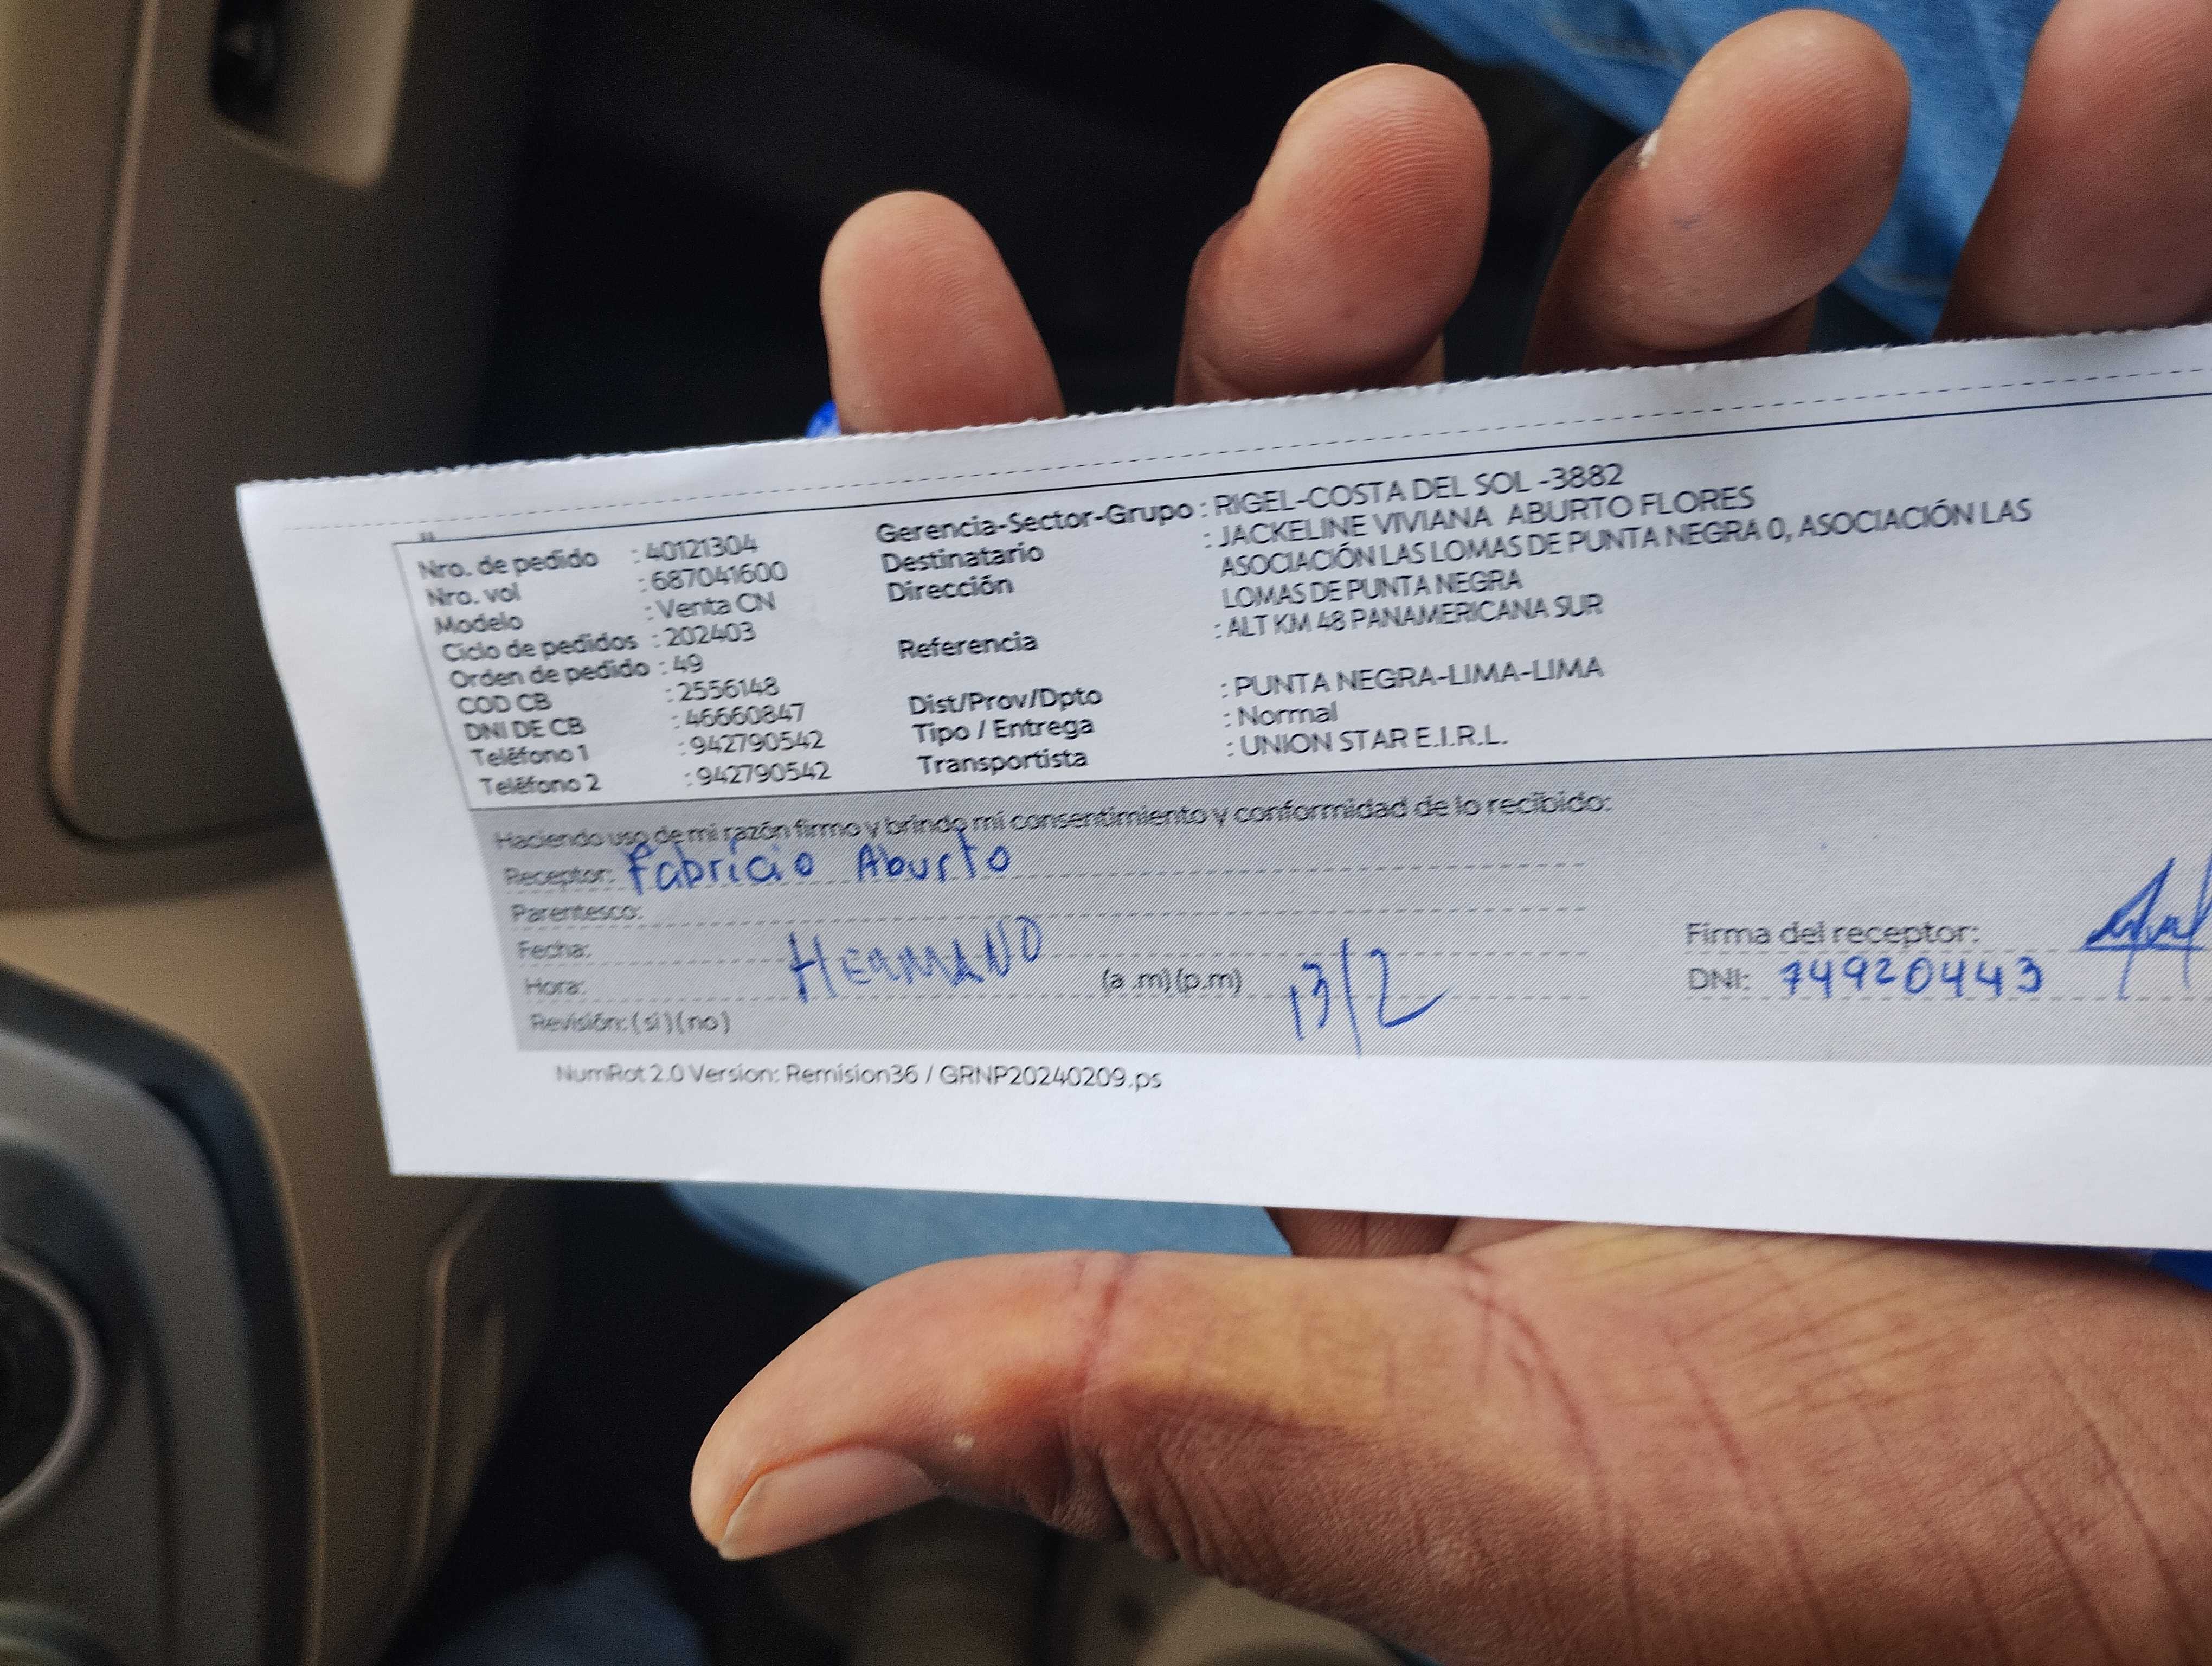 Nro. de pedido : 40121304
Nro. vol : 687041600
Modelo : Venta CN
Ciclo de pedidos : 202403
Orden de pedido : 49
COD CB : 2556148
DNI DE CB : 46660847
Teléfono 1 : 942790542
Teléfono 2 : 942790542
Gerencia-Sector-Grupo : RIGEL-COSTA DEL SOL -3882
Destinatario : JACKELINE VIVIANA ABURTO FLORES
Dirección ASOCIACIÓN LAS LOMAS DE PUNTA NEGRA 0, ASOCIACIÓN LAS
LOMAS DE PUNTA NEGRA
Referencia : ALT KM 48 PANAMERICANA SUR
Dist/Prov/Dpto : PUNTA NEGRA-LIMA-LIMA
Tipo / Entrega : Normal
Transportista : UNION STAR E.I.R.L.
Haciendo uso de mi razón firmo y brindo mi consentimiento y conformidad de lo recibido:
Receptor: Fabricio Aburto
Parentesco:
Fecha: HERMANO
Hora: (a .m)(p.m) 13/2
Revisión: (si)(no)
Firma del receptor:
DNI: 74920443
NumRot 2.0 Version: Remision36 / GRNP20240209.ps